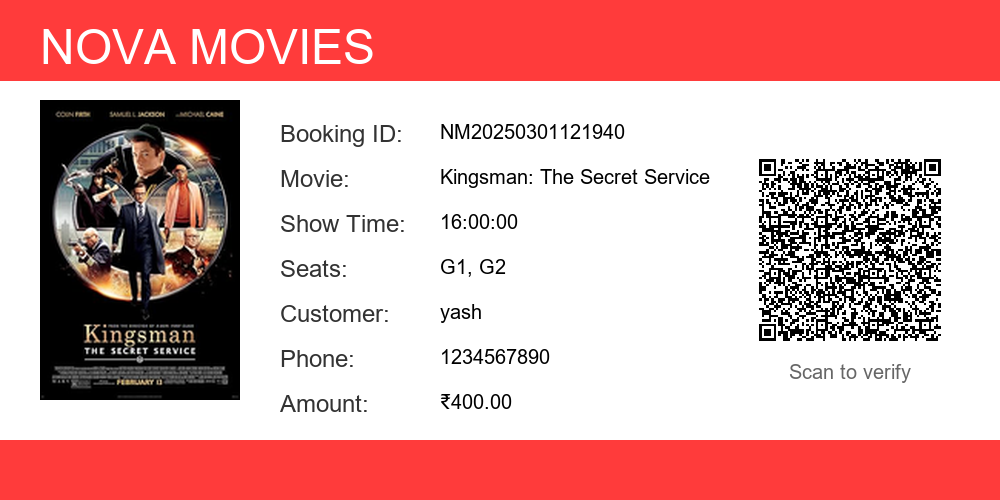 NOVA MOVIES
COLIN FIRTH SAMUEL L. JACKSON MICHAEL CAINE
Kingsman
THE SECRET SERVICE
FEBRUARY 13
Booking ID: NM20250301121940
Movie: Kingsman: The Secret Service
Show Time: 16:00:00
Seats: G1, G2
Customer: yash
Phone: 1234567890
Amount: ₹400.00
Scan to verify